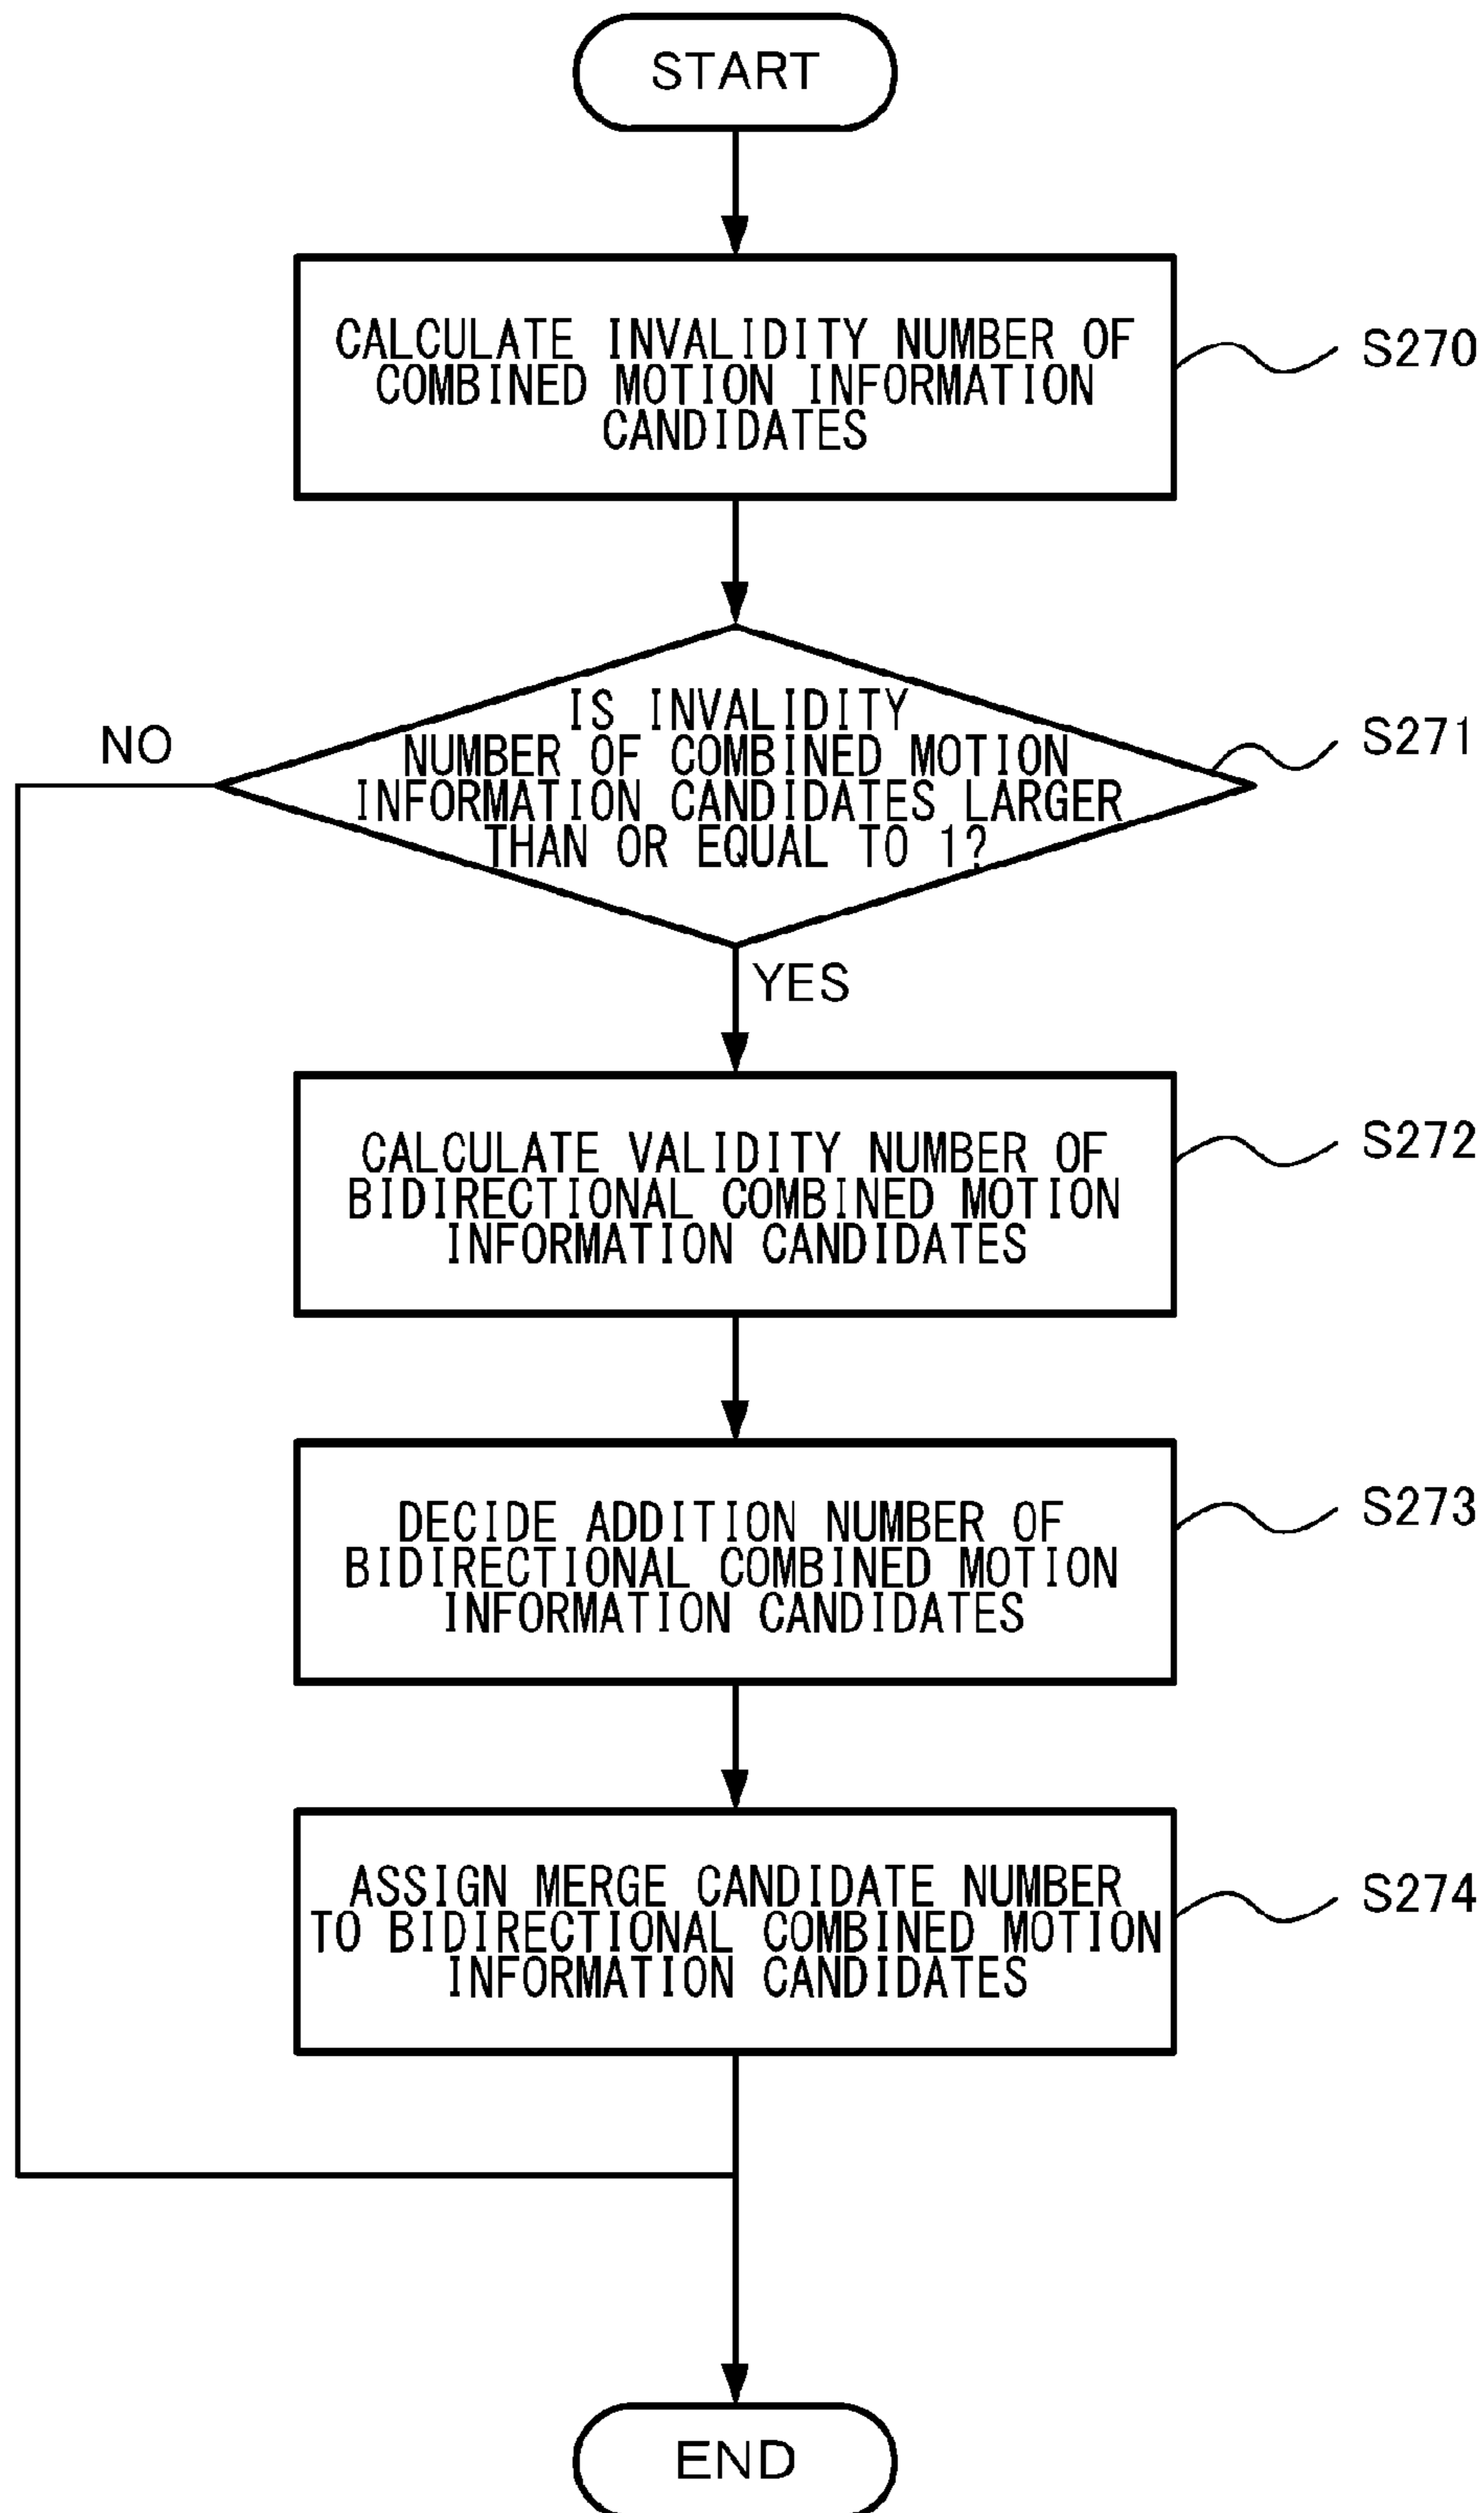 START
CALCULATE INVALIDITY NUMBER OF
COMBINED MOTION INFORMATION
CANDIDATES
S270
IS INVALIDITY
NUMBER OF COMBINED MOTION
INFORMATION CANDIDATES LARGER
THAN OR EQUAL TO 1?
S271
NO
YES
CALCULATE VALIDITY NUMBER OF
BIDIRECTIONAL COMBINED MOTION
INFORMATION CANDIDATES
S272
DECIDE ADDITION NUMBER OF
BIDIRECTIONAL COMBINED MOTION
INFORMATION CANDIDATES
S273
ASSIGN MERGE CANDIDATE NUMBER
TO BIDIRECTIONAL COMBINED MOTION
INFORMATION CANDIDATES
S274
END